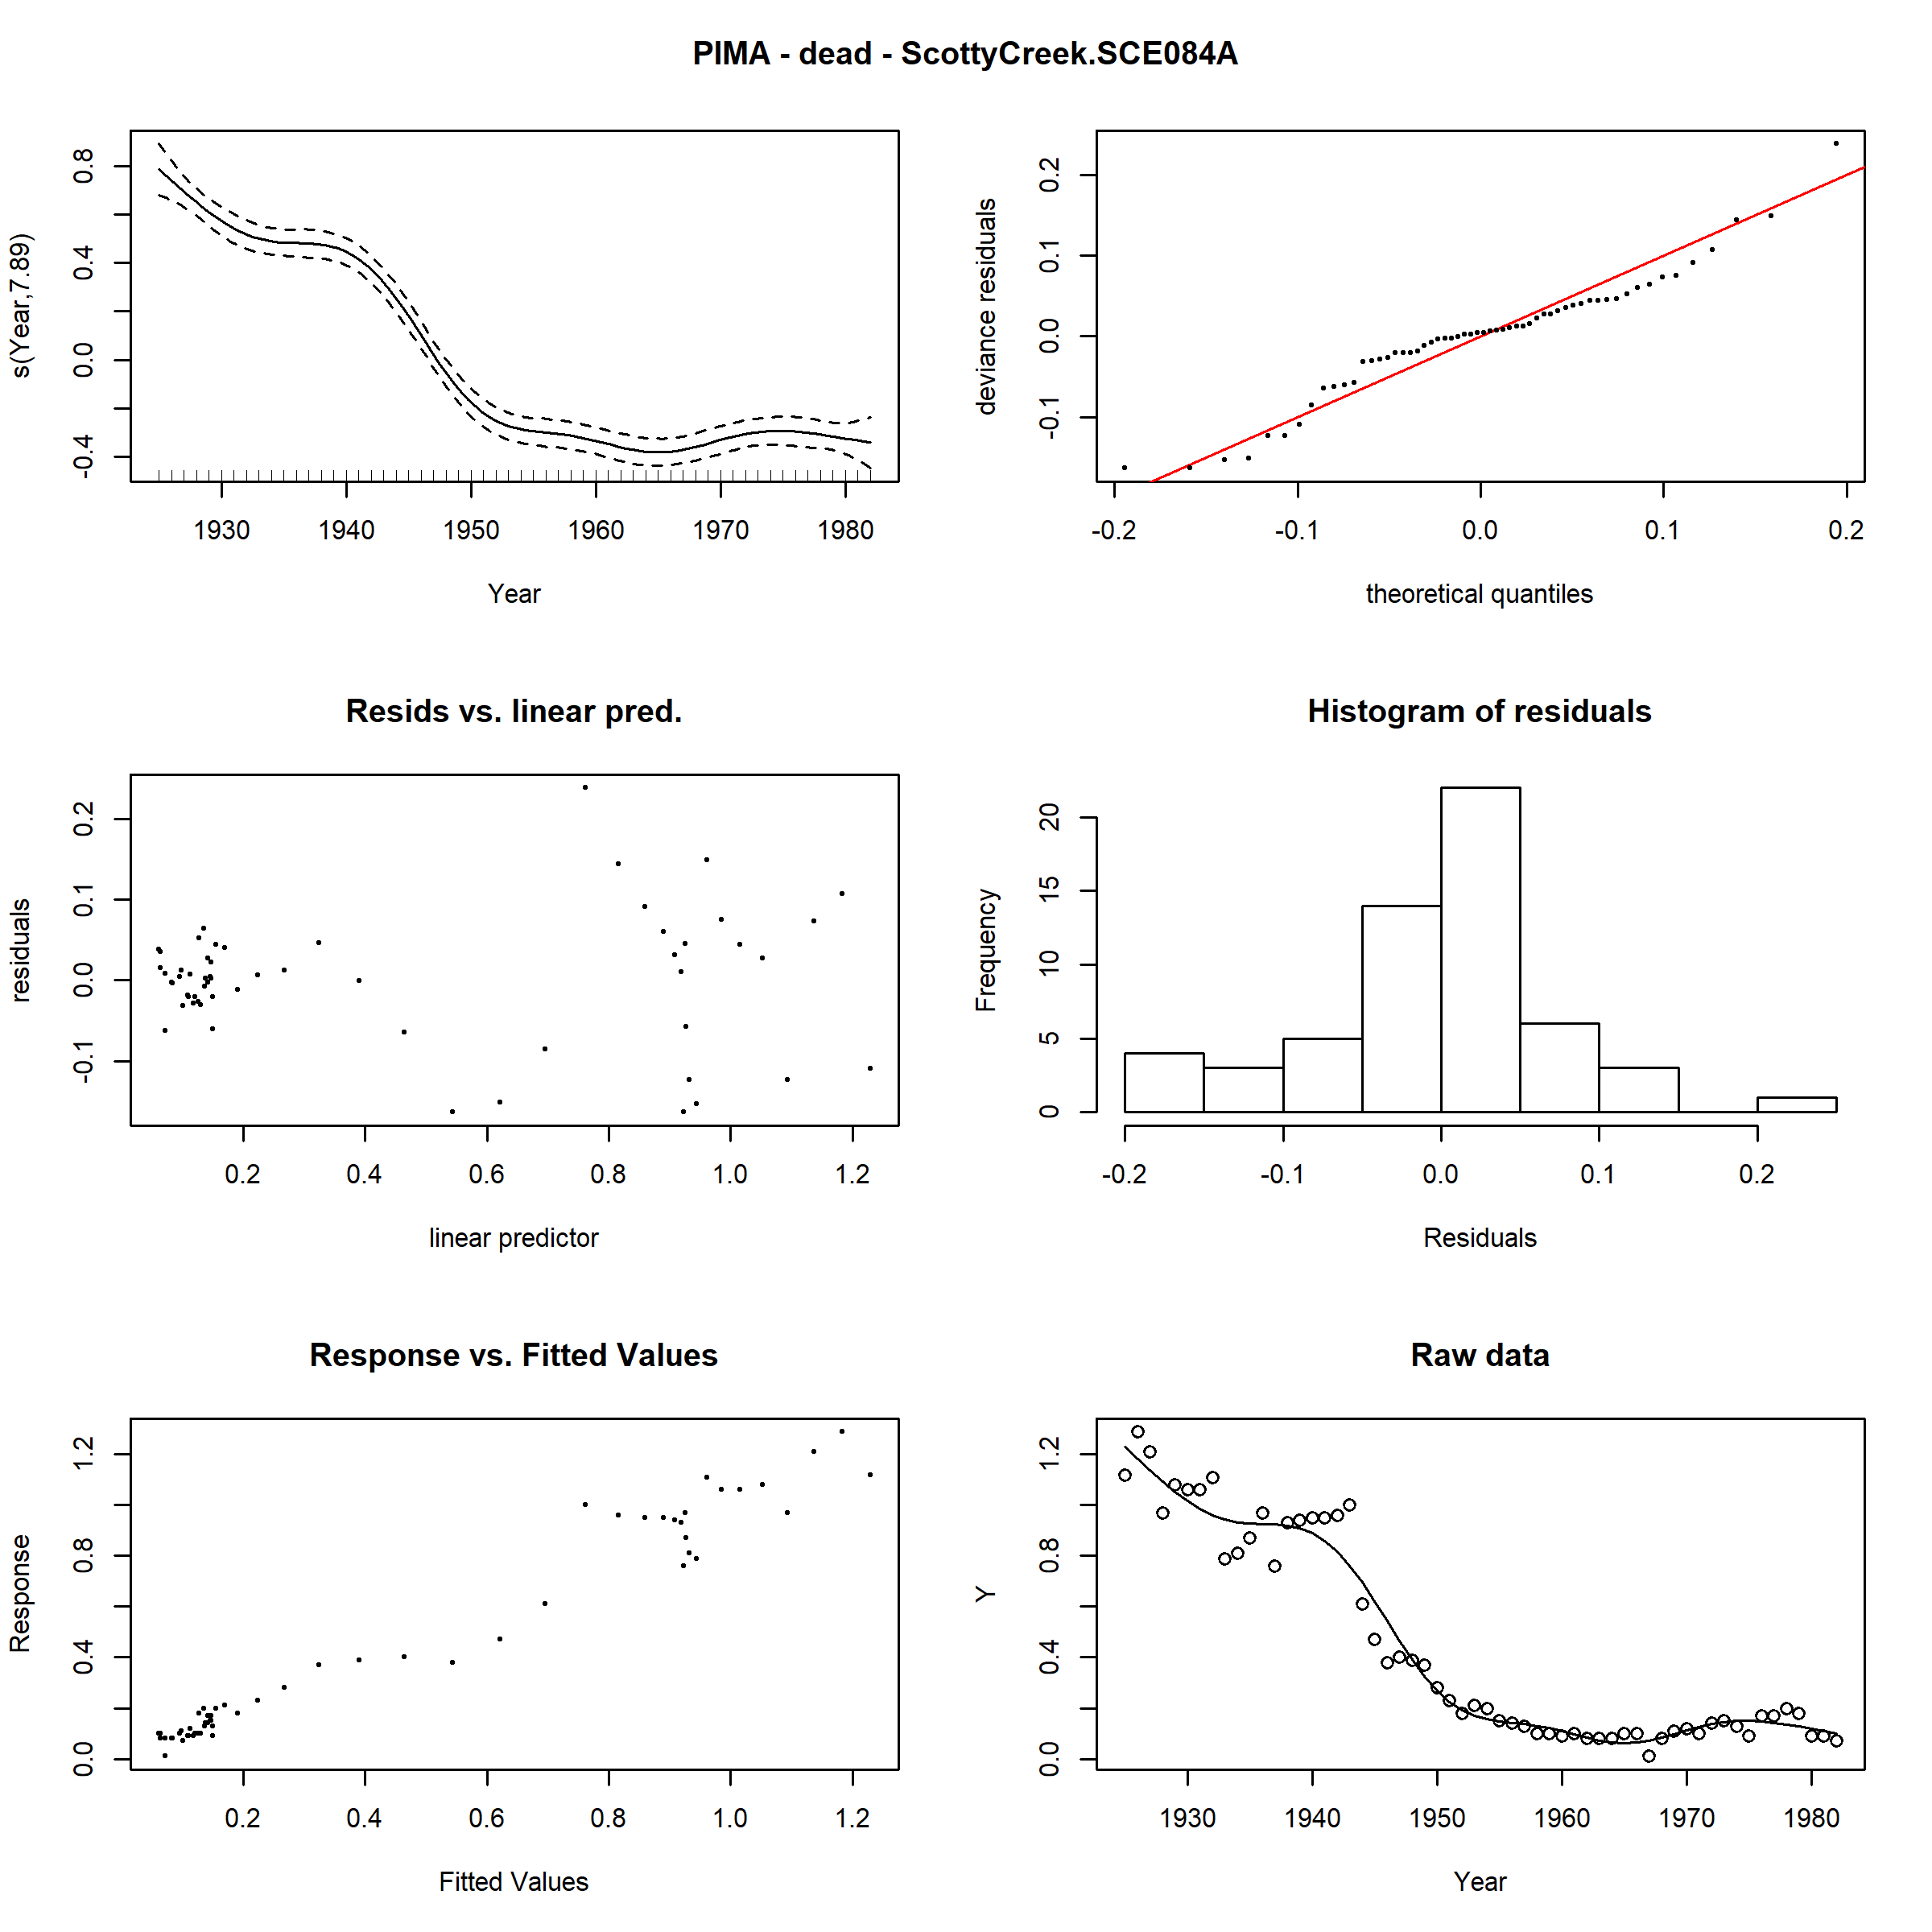 PIMA - dead - ScottyCreek.SCE084A
s(Year,7.89)
-0.4 0.0 0.4 0.8
1930 1940 1950 1960 1970 1980
Year
deviance residuals
-0.1 0.0 0.1 0.2
-0.2 -0.1 0.0 0.1 0.2
theoretical quantiles
Resids vs. linear pred.
residuals
-0.1 0.0 0.1 0.2
0.2 0.4 0.6 0.8 1.0 1.2
linear predictor
Histogram of residuals
Frequency
0 5 10 15 20
-0.2 -0.1 0.0 0.1 0.2
Residuals
Response vs. Fitted Values
Response
0.0 0.4 0.8 1.2
0.2 0.4 0.6 0.8 1.0 1.2
Fitted Values
Raw data
Y
0.0 0.4 0.8 1.2
1930 1940 1950 1960 1970 1980
Year